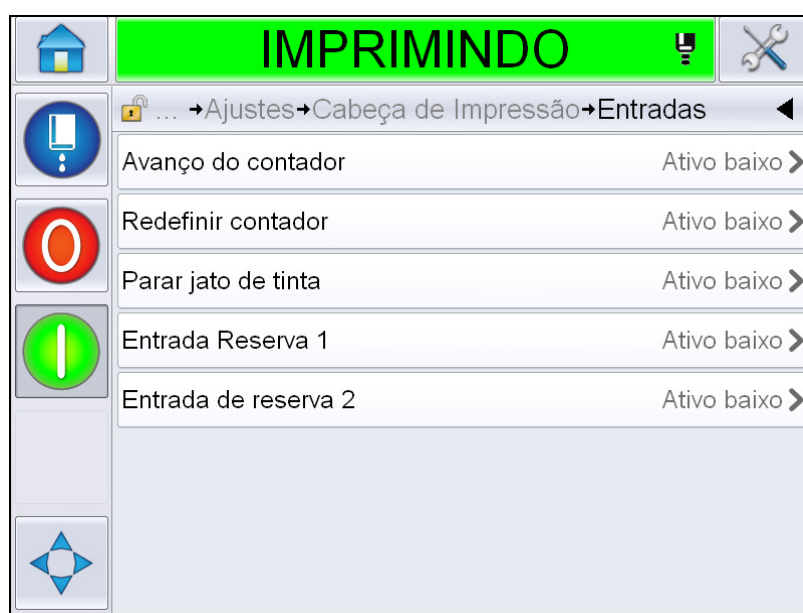 IMPRIMINDO
... →Ajustes→Cabeça de Impressão→Entradas
Avanço do contador Ativo baixo
Redefinir contador Ativo baixo
Parar jato de tinta Ativo baixo
Entrada Reserva 1 Ativo baixo
Entrada de reserva 2 Ativo baixo